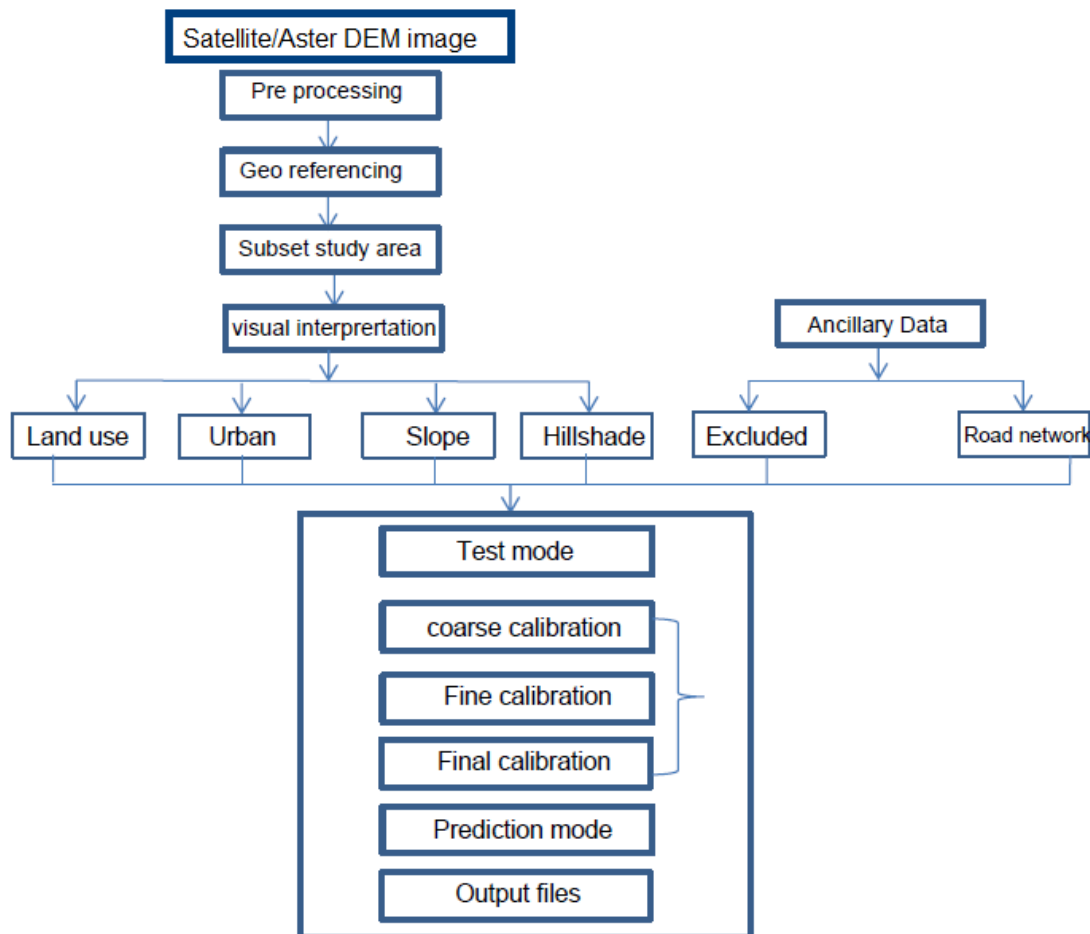 Satellite/Aster DEM image
Pre processing
Geo referencing
Subset study area
visual interprertation
Ancillary Data
Land use
Urban
Slope
Hillshade
Excluded
Road network
Test mode
coarse calibration
Fine calibration
Final calibration
Prediction mode
Output files